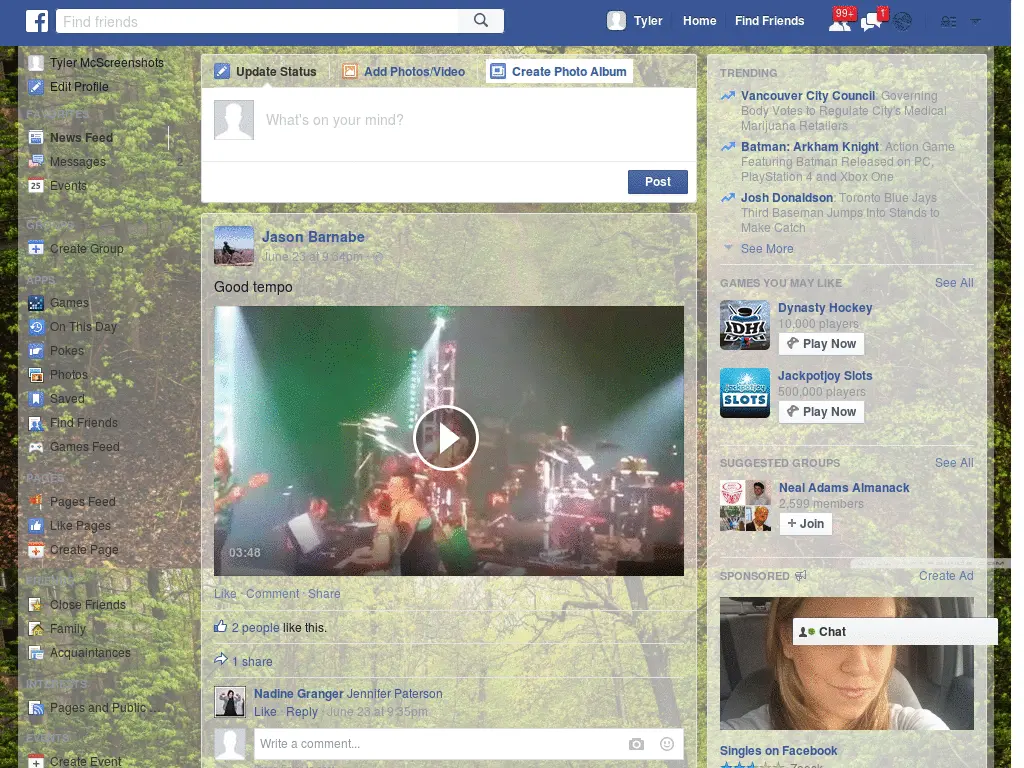 Find friends
Tyler
Home
Find Friends
99+
1
Tyler McScreenshots
Edit Profile
FAVORITES
News Feed
Messages
2
Events
25
GROUPS
Create Group
APPS
Games
On This Day
Pokes
Photos
Saved
Find Friends
Games Feed
PAGES
Pages Feed
Like Pages
Create Page
FRIENDS
Close Friends
Family
Acquaintances
INTERESTS
Pages and Public ...
EVENTS
Create Event
Update Status
Add Photos/Video
Create Photo Album
What's on your mind?
Post
Jason Barnabe
June 23 at 9:34pm ·
Good tempo
03:48
Like · Comment · Share
2 people like this.
1 share
Nadine Granger Jennifer Paterson
Like · Reply · June 23 at 9:35pm
Write a comment...
TRENDING
Vancouver City Council: Governing
Body Votes to Regulate City's Medical
Marijuana Retailers
Batman: Arkham Knight: Action Game
Featuring Batman Released on PC,
PlayStation 4 and Xbox One
Josh Donaldson: Toronto Blue Jays
Third Baseman Jumps Into Stands to
Make Catch
See More
GAMES YOU MAY LIKE
See All
DH
Dynasty Hockey
10,000 players
Play Now
jackpotjoy
SLOTS
Jackpotjoy Slots
500,000 players
Play Now
SUGGESTED GROUPS
See All
Neal Adams Almanack
2,599 members
+ Join
SPONSORED
Create Ad
Chat
Singles on Facebook